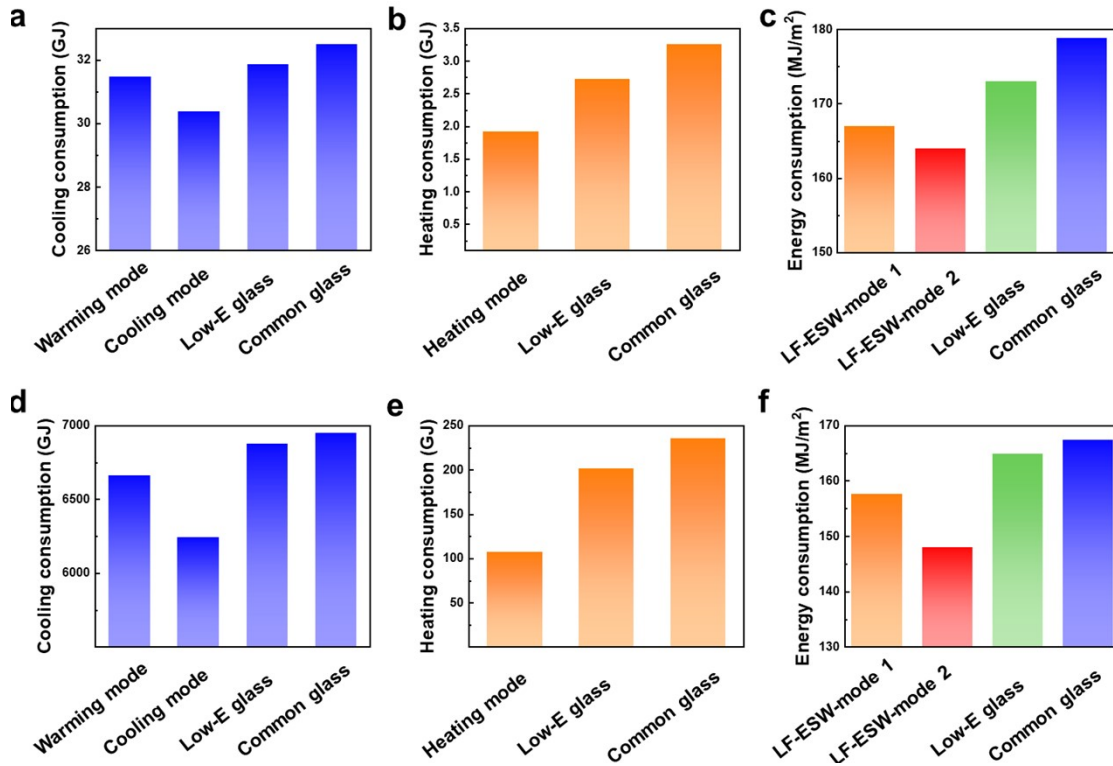 a
Cooling consumption (GJ)
32
30
28
26
Warming mode
Cooling mode
Low-E glass
Common glass
b
Heating consumption (GJ)
3.5
3.0
2.5
2.0
1.5
1.0
0.5
Heating mode
Low-E glass
Common glass
c
Energy consumption (MJ/m²)
180
170
160
150
LF-ESW-mode 1
LF-ESW-mode 2
Low-E glass
Common glass
d
Cooling consumption (GJ)
7000
6500
6000
Warming mode
Cooling mode
Low-E glass
Common glass
e
Heating consumption (GJ)
250
200
150
100
50
Heating mode
Low-E glass
Common glass
f
Energy consumption (MJ/m²)
170
160
150
140
130
LF-ESW-mode 1
LF-ESW-mode 2
Low-E glass
Common glass